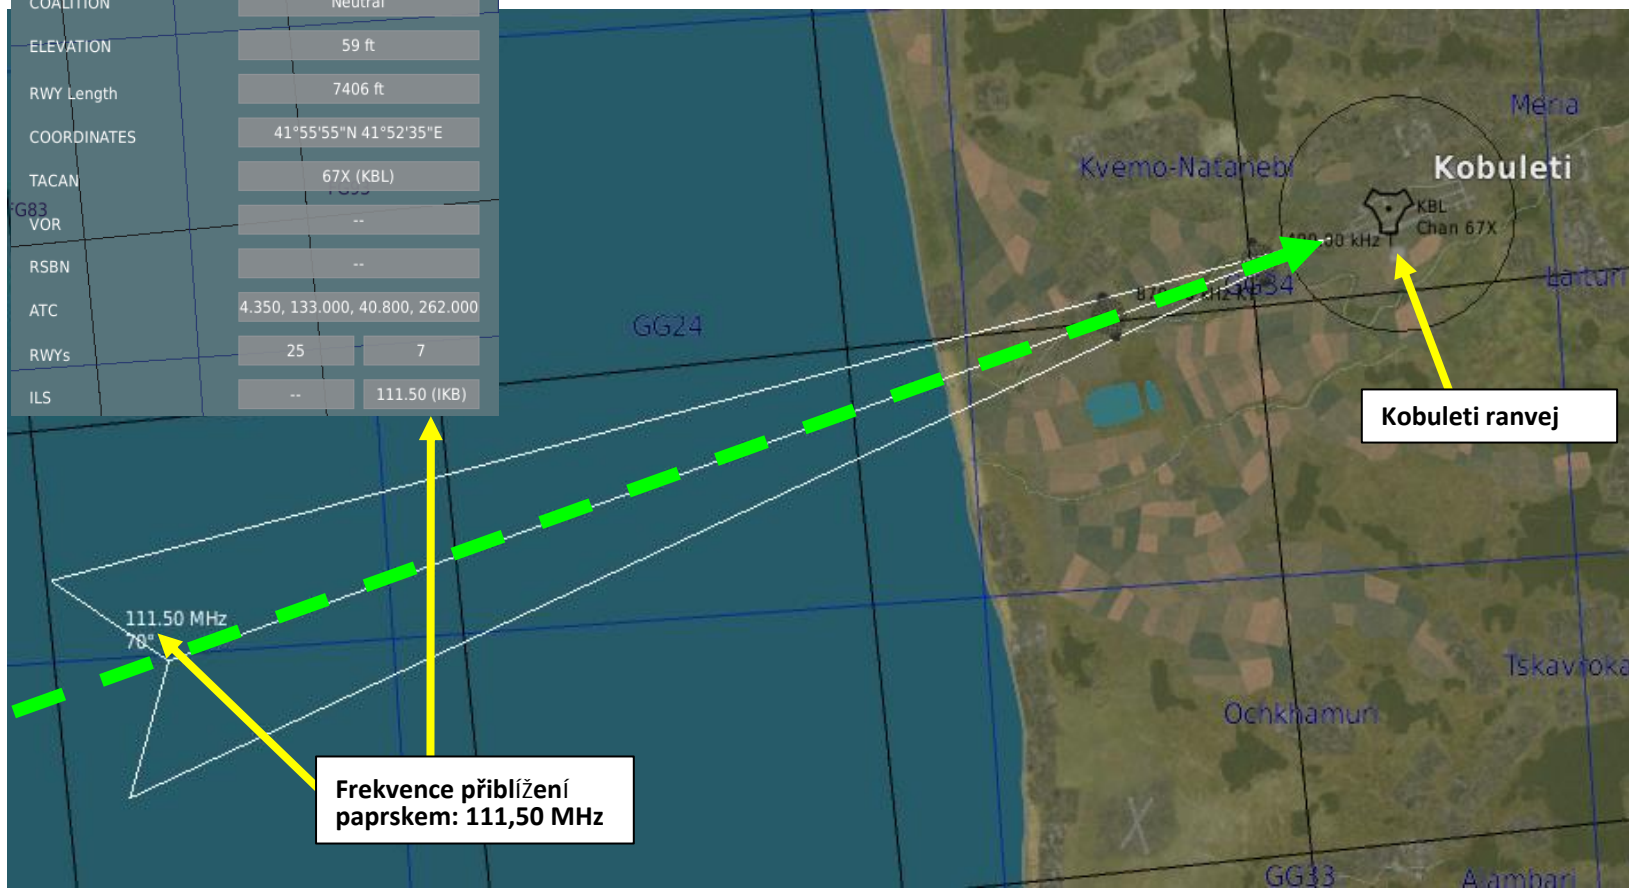 COALITION Neutral
ELEVATION 59 ft
RWY Length 7406 ft
COORDINATES 41°55'55"N 41°52'35"E
TACAN 67X (KBL)
VOR --
RSBN --
ATC 4.350, 133.000, 40.800, 262.000
RWYs 25 7
ILS -- 111.50 (IKB)
GG24
Meria
Kvemo-Natanebi
Kobuleti
KBL
Chan 67X
Kobuleti ranvej
111.50 MHz
70°
Ochkhamuri
Frekvence přiblížení
paprskem: 111,50 MHz
GG33